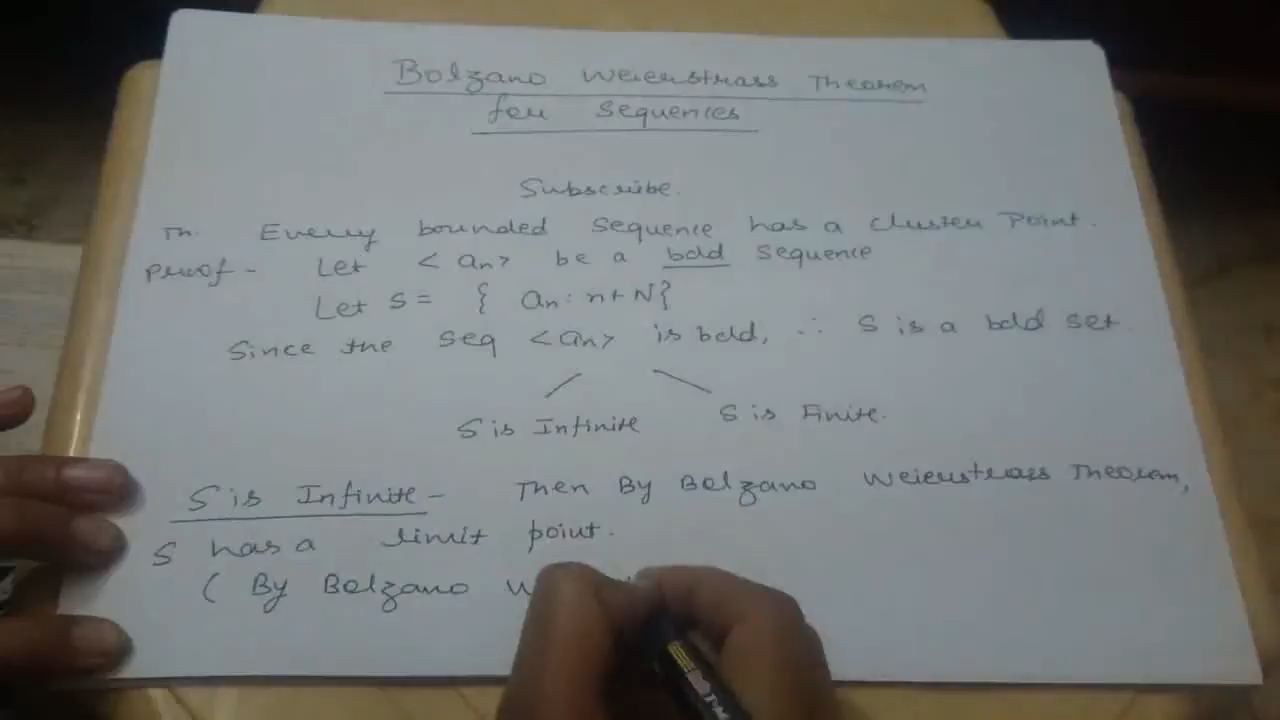 Bolzano Weierstrass Theorem
for Sequences
Subscribe.
Th. Every bounded sequence has a cluster Point.
Proof - Let <an> be a bdd sequence
Let S = { an : n ∈ N}
Since the seq <an> is bdd, ∴ S is a bdd set
S is Infinite S is Finite.
S is Infinite - Then By Bolzano Weierstrass Theorem,
S has a limit point.
( By Bolzano W